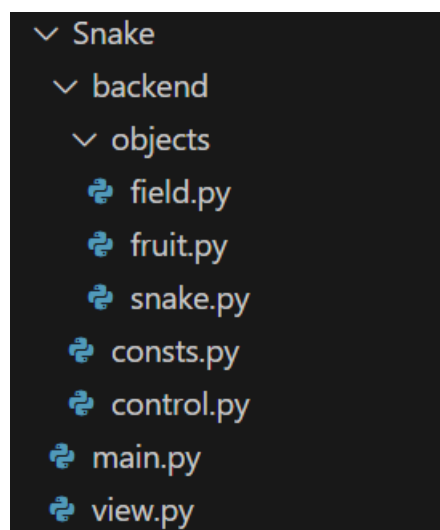 Snake
backend
objects
field.py
fruit.py
snake.py
consts.py
control.py
main.py
view.py